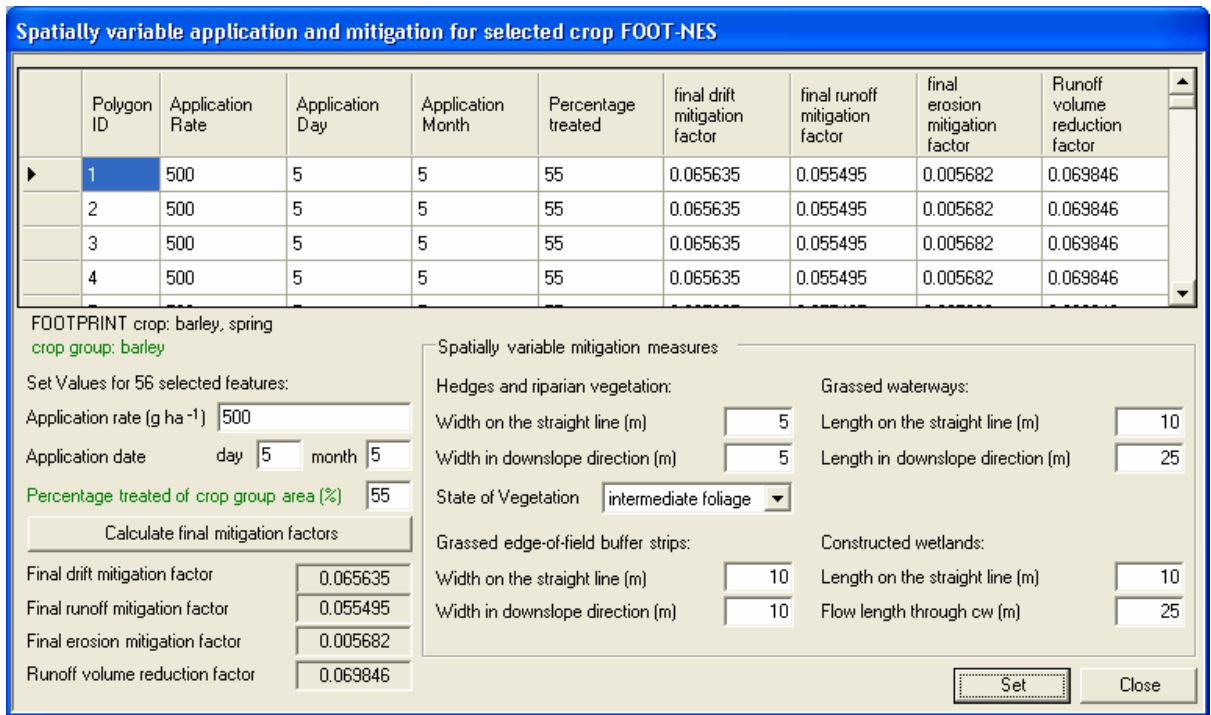 Spatially variable application and mitigation for selected crop FOOT-NES
Polygon ID Application Rate Application Day Application Month Percentage treated final drift mitigation factor final runoff mitigation factor final erosion mitigation factor Runoff volume reduction factor
1 500 5 5 55 0.065635 0.055495 0.005682 0.069846
2 500 5 5 55 0.065635 0.055495 0.005682 0.069846
3 500 5 5 55 0.065635 0.055495 0.005682 0.069846
4 500 5 5 55 0.065635 0.055495 0.005682 0.069846
FOOTPRINT crop: barley, spring
crop group: barley
Set Values for 56 selected features:
Application rate (g ha -1) 500
Application date day 5 month 5
Percentage treated of crop group area (%) 55
Calculate final mitigation factors
Final drift mitigation factor 0.065635
Final runoff mitigation factor 0.055495
Final erosion mitigation factor 0.005682
Runoff volume reduction factor 0.069846
Spatially variable mitigation measures
Hedges and riparian vegetation:
Width on the straight line (m) 5
Width in downslope direction (m) 5
State of Vegetation intermediate foliage
Grassed edge-of-field buffer strips:
Width on the straight line (m) 10
Width in downslope direction (m) 10
Grassed waterways:
Length on the straight line (m) 10
Length in downslope direction (m) 25
Constructed wetlands:
Length on the straight line (m) 10
Flow length through cw (m) 25
Set Close